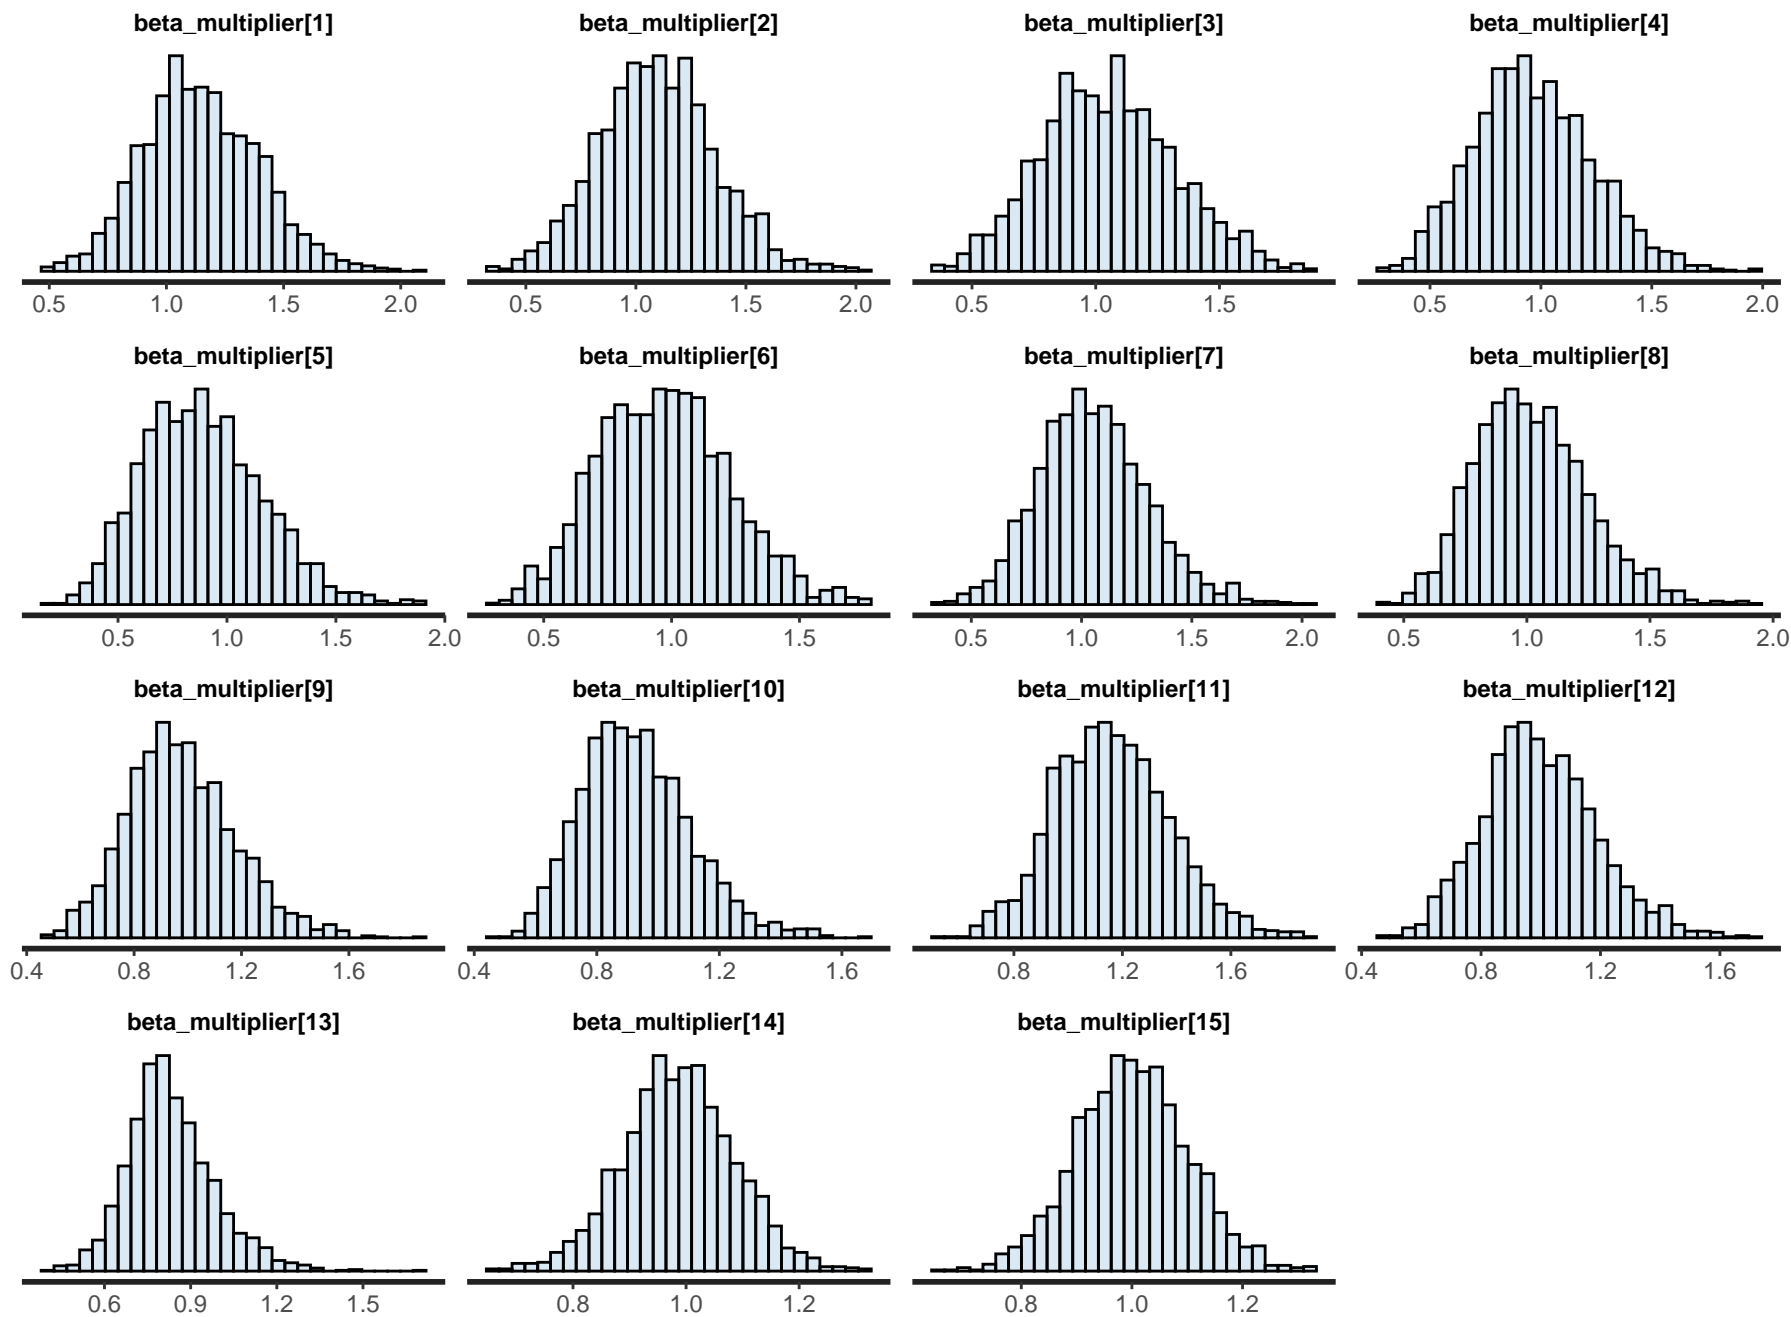 beta_multiplier[1] beta_multiplier[2] beta_multiplier[3] beta_multiplier[4]
0.5 1.0 1.5 2.0 0.5 1.0 1.5 2.0 0.5 1.0 1.5 0.5 1.0 1.5 2.0
beta_multiplier[5] beta_multiplier[6] beta_multiplier[7] beta_multiplier[8]
0.5 1.0 1.5 2.0 0.5 1.0 1.5 0.5 1.0 1.5 2.0 0.5 1.0 1.5 2.0
beta_multiplier[9] beta_multiplier[10] beta_multiplier[11] beta_multiplier[12]
0.4 0.8 1.2 1.6 0.4 0.8 1.2 1.6 0.8 1.2 1.6 0.4 0.8 1.2 1.6
beta_multiplier[13] beta_multiplier[14] beta_multiplier[15]
0.6 0.9 1.2 1.5 0.8 1.0 1.2 0.8 1.0 1.2